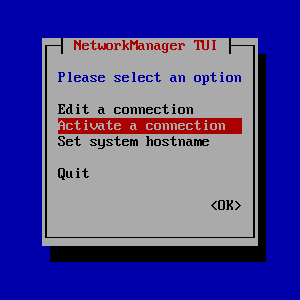 NetworkManager TUI
Please select an option
Edit a connection
Activate a connection
Set system hostname
Quit
<OK>